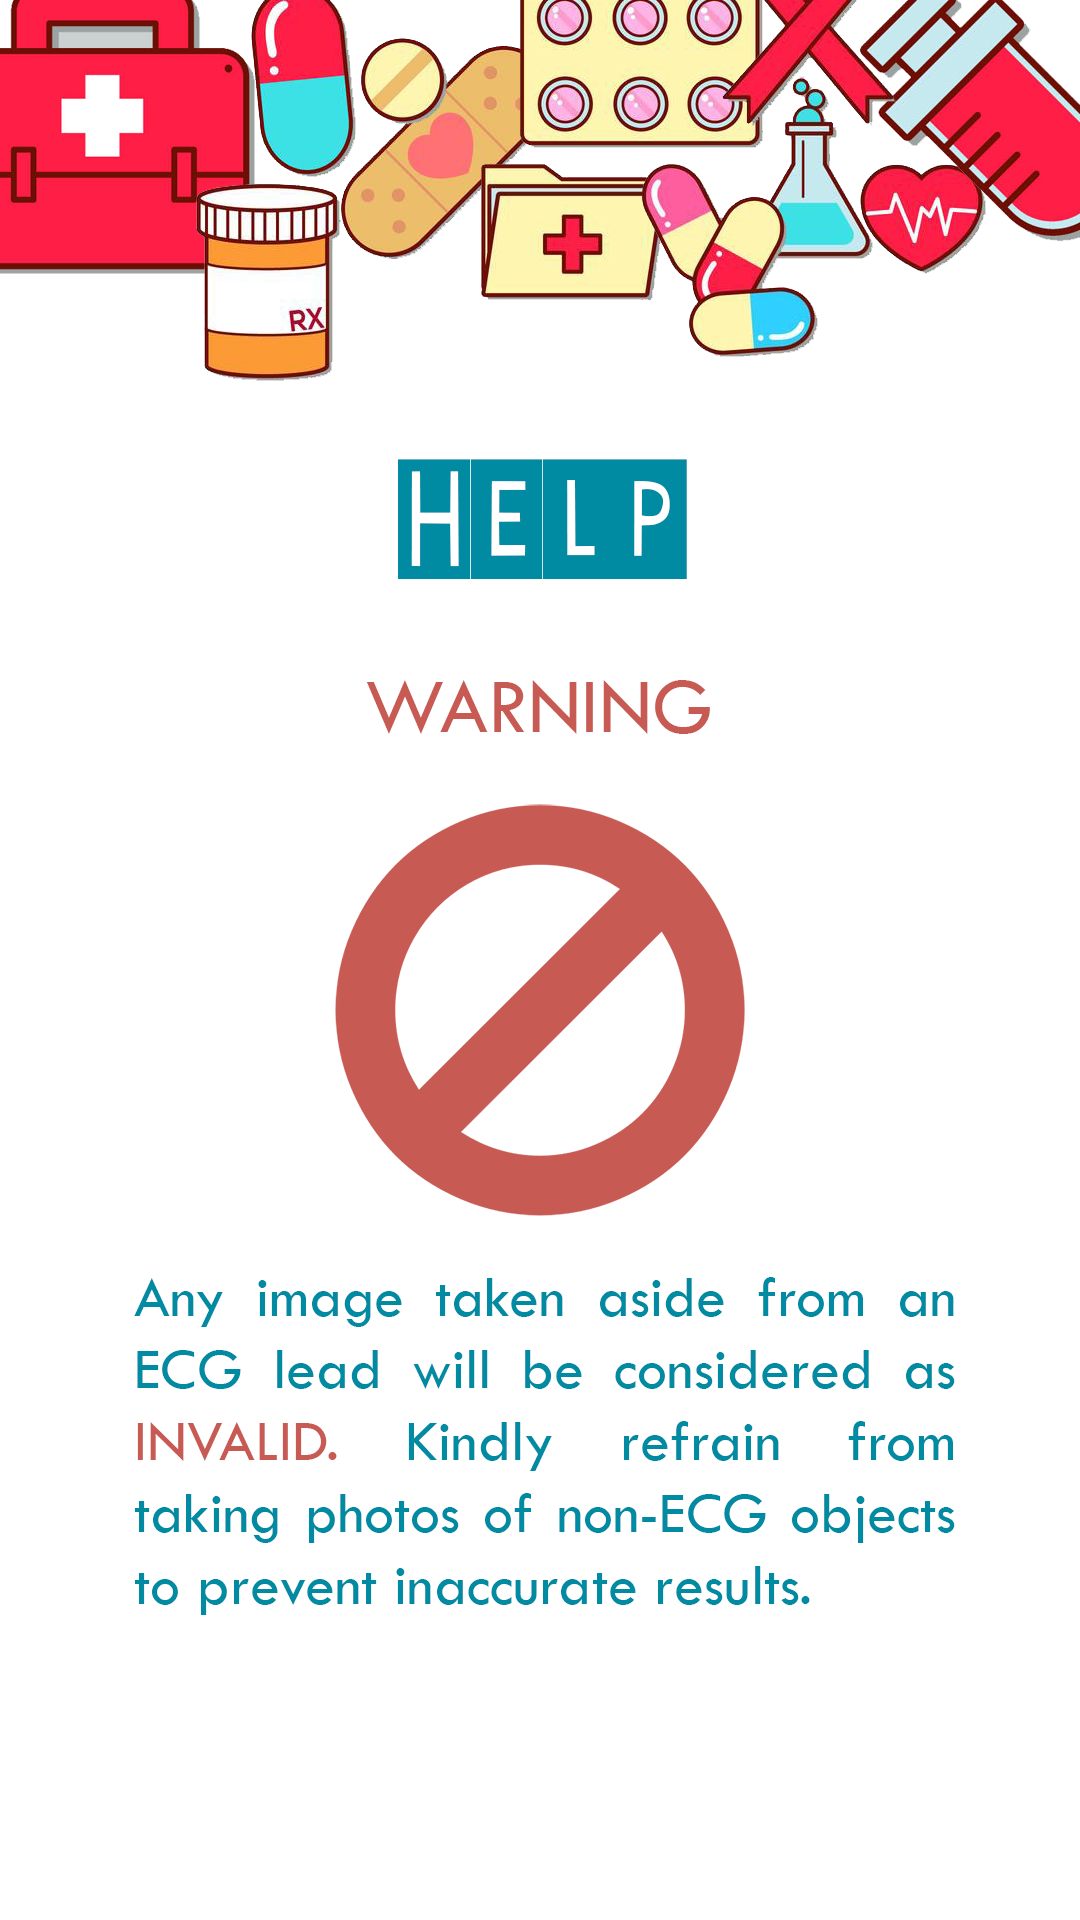 RX
HELP
WARNING
Any image taken aside from an
ECG lead will be considered as
INVALID. Kindly refrain from
taking photos of non-ECG objects
to prevent inaccurate results.